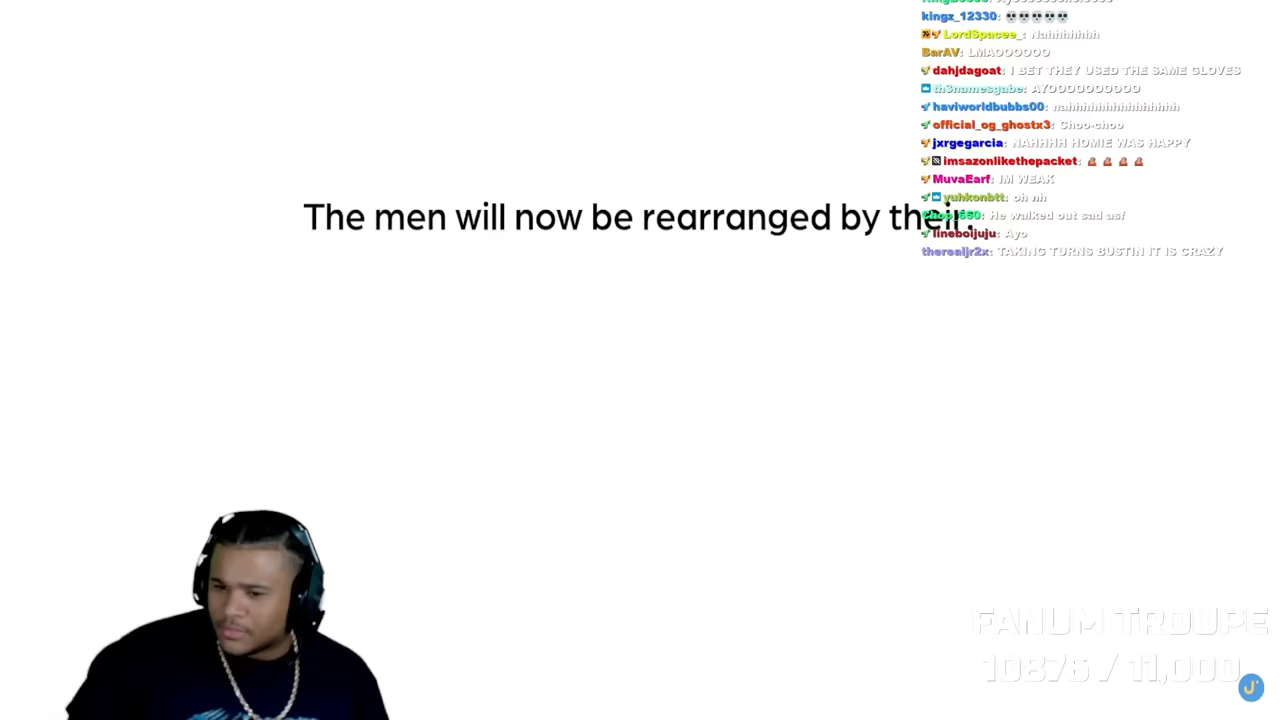 kingz_12330: 💀💀💀💀💀
LordSpacee_: Nahhhhhhh
BarAV: LMAOOOOOO
dahjdagoat: I BET THEY USED THE SAME GLOVES
th3namesgabe: AYOOOOOOOOOO
haviworldbubbs00: nahhhhhhhhhhhhhhhh
official_og_ghostx3: Choo-choo
jxrgegarcia: NAHHHH HOMIE WAS HAPPY
imsazonlikethepacket:
MuvaEarf: IM WEAK
yuhkonbtt: oh nh
The men will now be rearranged by their.
Chop_650: He walked out sad asf
lineboijuju: Ayo
therealjr2x: TAKING TURNS BUSTIN IT IS CRAZY
FANUM TROUPE
10876 / 11,000